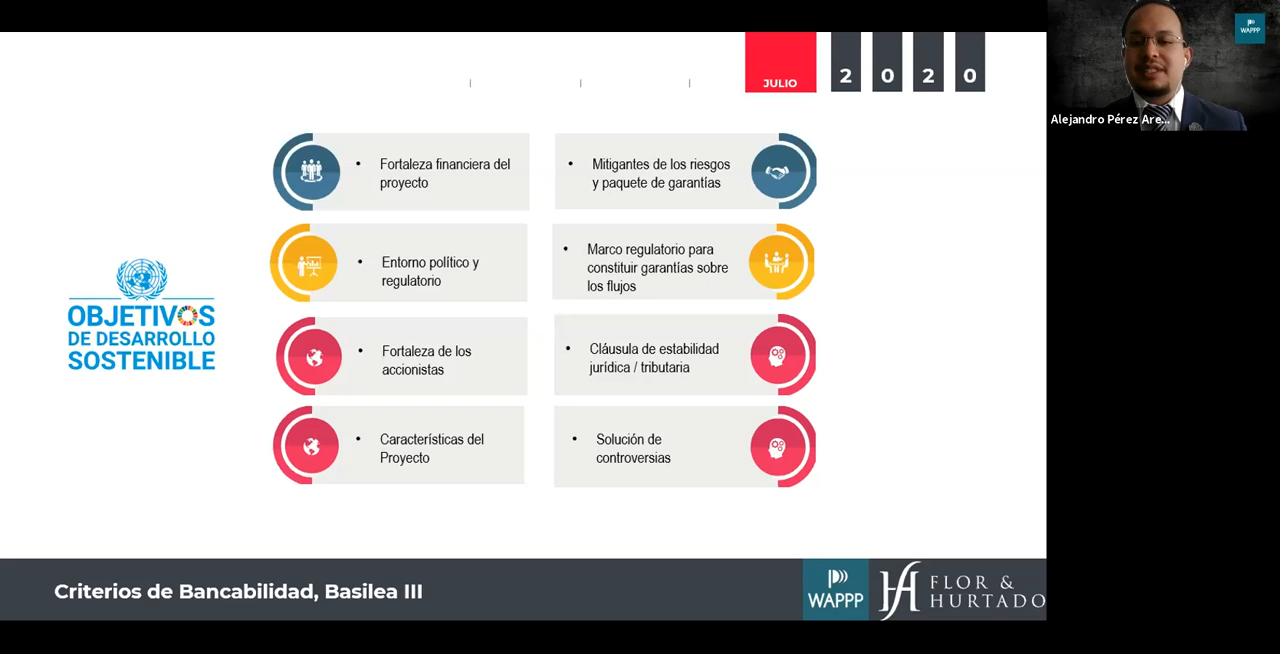 JULIO
2 0 2 0
WAPPP
Alejandro Pérez Are...
• Fortaleza financiera del
proyecto
• Mitigantes de los riesgos
y paquete de garantías
• Entorno político y
regulatorio
• Marco regulatorio para
constituir garantías sobre
los flujos
• Fortaleza de los
accionistas
• Cláusula de estabilidad
jurídica / tributaria
• Características del
Proyecto
• Solución de
controversias
OBJETIVOS
DE DESARROLLO
SOSTENIBLE
Criterios de Bancabilidad, Basilea III
WAPPP
FLOR &
HURTADO